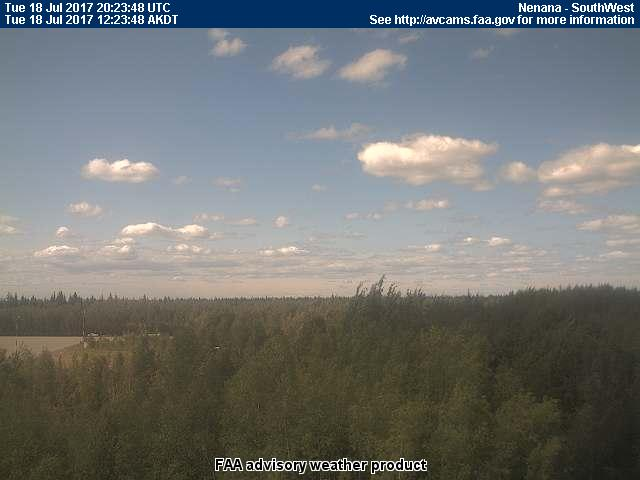 Tue 18 Jul 2017 20:23:48 UTC
Nenana - SouthWest
Tue 18 Jul 2017 12:23:48 AKDT
See http://avcams.faa.gov for more information
FAA advisory weather product